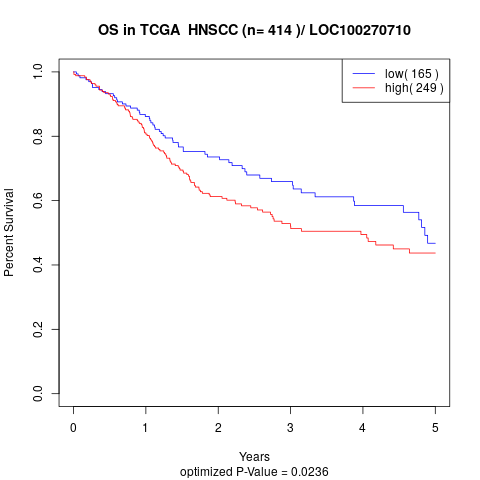 OS in TCGA  HNSCC (n= 414 )/ LOC100270710
low( 165 )
high( 249 )
Percent Survival
1.0
0.8
0.6
0.4
0.2
0.0
0 1 2 3 4 5
Years
optimized P-Value = 0.0236